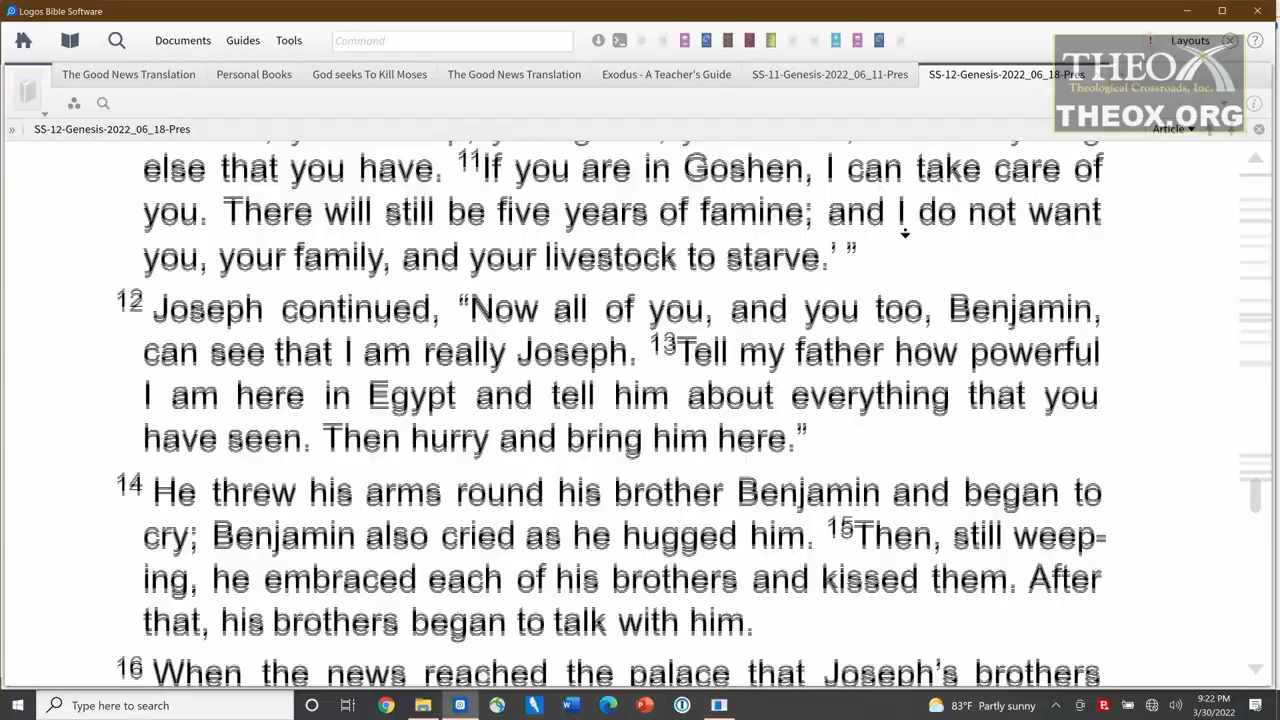 Logos Bible Software
Documents Guides Tools Command Layouts
THEOX
Theological Crossroads, Inc.
THEOX.ORG
The Good News Translation Personal Books God seeks To Kill Moses The Good News Translation Exodus - A Teacher's Guide SS-11-Genesis-2022_06_11-Pres SS-12-Genesis-2022_06_18-Pres
SS-12-Genesis-2022_06_18-Pres Article
else that you have. 11If you are in Goshen, I can take care of
you. There will still be five years of famine; and I do not want
you, your family, and your livestock to starve.’ ”
12 Joseph continued, “Now all of you, and you too, Benjamin,
can see that I am really Joseph. 13Tell my father how powerful
I am here in Egypt and tell him about everything that you
have seen. Then hurry and bring him here.”
14 He threw his arms round his brother Benjamin and began to
cry; Benjamin also cried as he hugged him. 15Then, still weep-
ing, he embraced each of his brothers and kissed them. After
that, his brothers began to talk with him.
16 When the news reached the palace that Joseph’s brothers
Type here to search
83°F Partly sunny
9:22 PM
3/30/2022